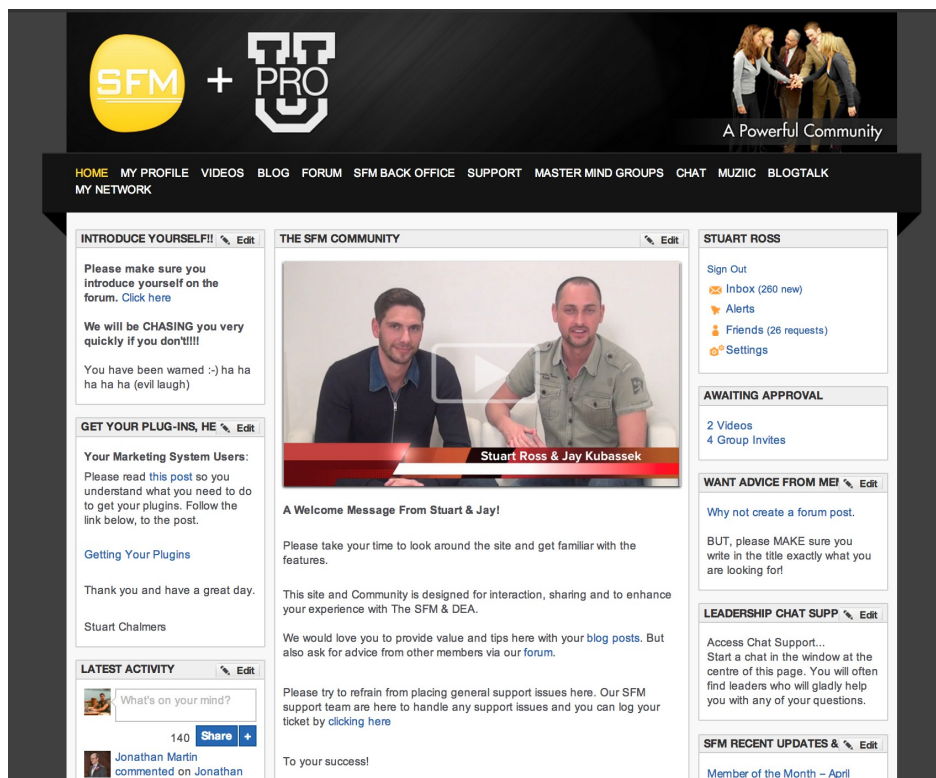 SFM
+
PRO
U
A Powerful Community
HOME MY PROFILE VIDEOS BLOG FORUM SFM BACK OFFICE SUPPORT MASTER MIND GROUPS CHAT MUZIIC BLOGTALK
MY NETWORK
INTRODUCE YOURSELF!! Edit
Please make sure you
introduce yourself on the
forum. Click here
We will be CHASING you very
quickly if you don't!!!!
You have been warned :-) ha ha
ha ha ha (evil laugh)
GET YOUR PLUG-INS, HE Edit
Your Marketing System Users:
Please read this post so you
understand what you need to do
to get your plugins. Follow the
link below, to the post.
Getting Your Plugins
Thank you and have a great day.
Stuart Chalmers
LATEST ACTIVITY Edit
What's on your mind?
140 Share +
Jonathan Martin
commented on Jonathan
THE SFM COMMUNITY Edit
Stuart Ross & Jay Kubassek
A Welcome Message From Stuart & Jay!
Please take your time to look around the site and get familiar with the
features.
This site and Community is designed for interaction, sharing and to enhance
your experience with The SFM & DEA.
We would love you to provide value and tips here with your blog posts. But
also ask for advice from other members via our forum.
Please try to refrain from placing general support issues here. Our SFM
support team are here to handle any support issues and you can log your
ticket by clicking here
To your success!
STUART ROSS
Sign Out
Inbox (260 new)
Alerts
Friends (26 requests)
Settings
AWAITING APPROVAL
2 Videos
4 Group Invites
WANT ADVICE FROM MEI Edit
Why not create a forum post.
BUT, please MAKE sure you
write in the title exactly what you
are looking for!
LEADERSHIP CHAT SUPP Edit
Access Chat Support...
Start a chat in the window at the
centre of this page. You will often
find leaders who will gladly help
you with any of your questions.
SFM RECENT UPDATES & Edit
Member of the Month – April